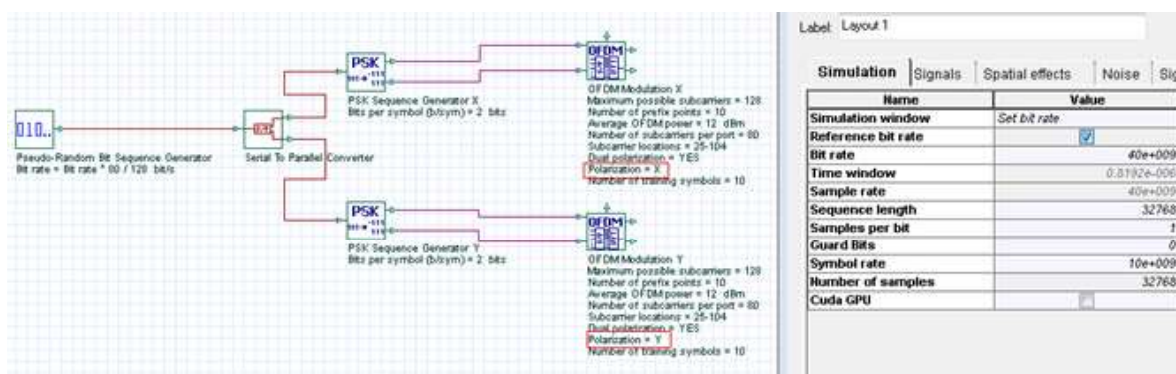 Label: Layout 1
Simulation Signals Spatial effects Noise Sig
Name Value
Simulation window Set bit rate
Reference bit rate
Bit rate 40e+009
Time window 0.8192e-006
Sample rate 40e+009
Sequence length 32768
Samples per bit 1
Guard Bits 0
Symbol rate 10e+009
Number of samples 32768
Cuda GPU
010..
Pseudo-Random Bit Sequence Generator
Bit rate = Bit rate * 80 / 128 bit/s
Serial To Parallel Converter
PSK
PSK Sequence Generator X
Bits per symbol = 2 bits
OFDM
OFDM Modulation X
Maximum possible subcarriers = 128
Number of prefix points = 10
Average OFDM power = 12 dBm
Number of subcarriers per port = 80
Subcarrier locations = 25-104
Dual polarization = YES
Polarization = X
Number of training symbols = 10
PSK
PSK Sequence Generator Y
Bits per symbol (b/sym) = 2 bits
OFDM
OFDM Modulation Y
Maximum possible subcarriers = 128
Number of prefix points = 10
Average OFDM power = 12 dBm
Number of subcarriers per port = 80
Subcarrier locations = 25-104
Dual polarization = YES
Polarization = Y
Number of training symbols = 10